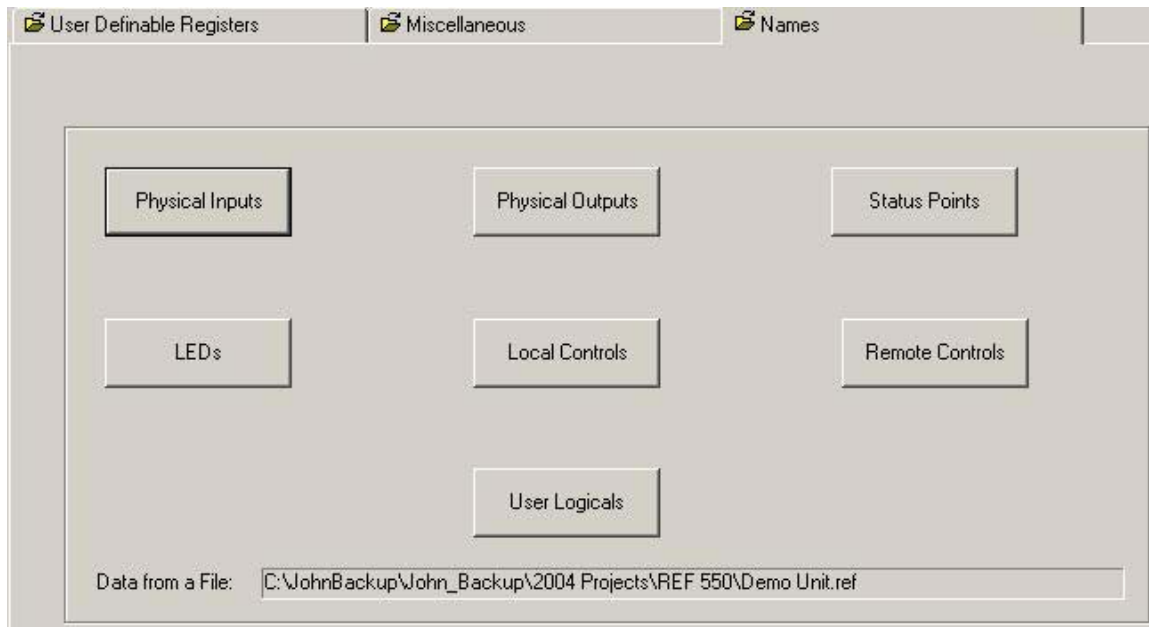 User Definable Registers
Miscellaneous
Names
Physical Inputs
Physical Outputs
Status Points
LEDs
Local Controls
Remote Controls
User Logicals
Data from a File: C:\JohnBackup\John_Backup\2004 Projects\REF 550\Demo Unit.ref